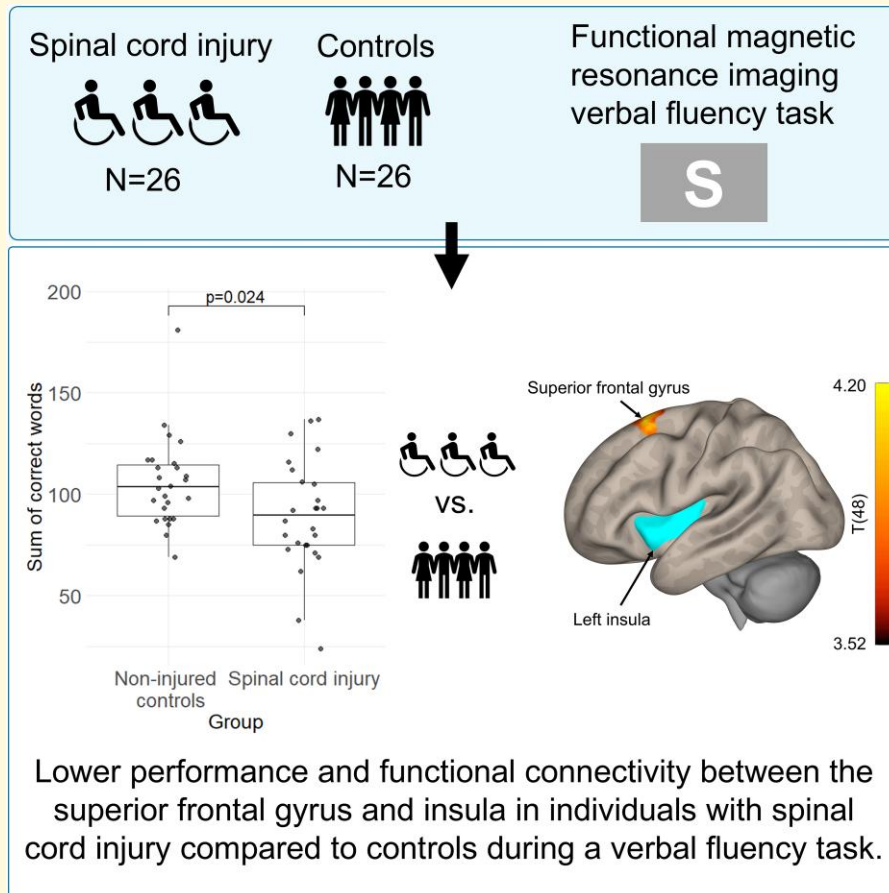 Spinal cord injury
N=26
Controls
N=26
Functional magnetic
resonance imaging
verbal fluency task
S
Sum of correct words
200
150
100
50
p=0.024
Non-injured
controls
Spinal cord injury
Group
vs.
Superior frontal gyrus
Left insula
4.20
T(48)
3.52
Lower performance and functional connectivity between the
superior frontal gyrus and insula in individuals with spinal
cord injury compared to controls during a verbal fluency task.